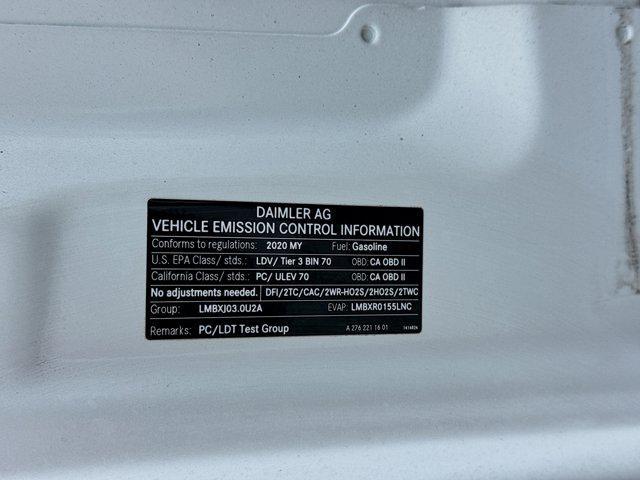 DAIMLER AG
VEHICLE EMISSION CONTROL INFORMATION
Conforms to regulations: 2020 MY Fuel: Gasoline
U.S. EPA Class/ stds.: LDV/ Tier 3 BIN 70 OBD: CA OBD II
California Class/ stds.: PC/ ULEV 70 OBD: CA OBD II
No adjustments needed. DFI/2TC/CAC/2WR-HO2S/2HO2S/2TWC
Group: LMBXJ03.0U2A EVAP: LMBXR0155LNC
Remarks: PC/LDT Test Group A 276 221 16 01